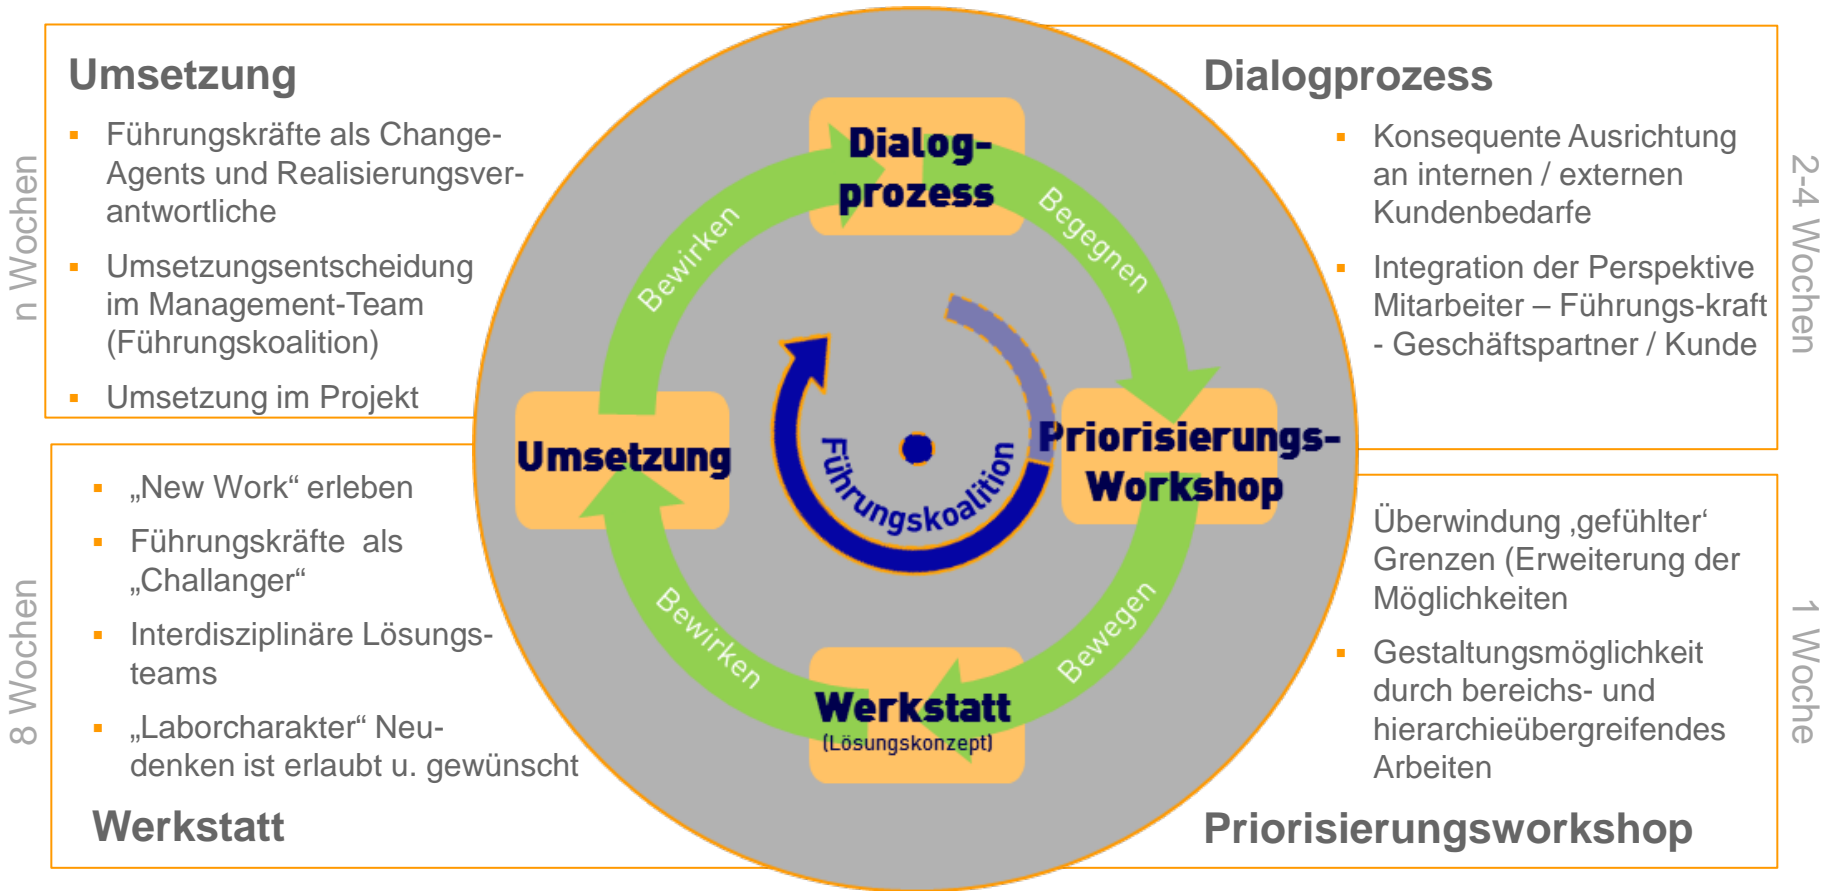 Umsetzung
Führungskräfte als Change-
Agents und Realisierungsver-
antwortliche
Umsetzungsentscheidung
im Management-Team
(Führungskoalition)
Umsetzung im Projekt
n Wochen
Dialogprozess
Konsequente Ausrichtung
an internen / externen
Kundenbedarfe
Integration der Perspektive
Mitarbeiter – Führungs-kraft
- Geschäftspartner / Kunde
2-4 Wochen
Dialog-
prozess
Begegnen
Priorisierungs-
Workshop
Bewegen
Werkstatt
(Lösungskonzept)
Bewirken
Umsetzung
Bewirken
Führungskoalition
„New Work“ erleben
Führungskräfte als
„Challanger“
Interdisziplinäre Lösungs-
teams
„Laborcharakter“ Neu-
denken ist erlaubt u. gewünscht
Werkstatt
8 Wochen
Überwindung ‚gefühlter‘
Grenzen (Erweiterung der
Möglichkeiten
Gestaltungsmöglichkeit
durch bereichs- und
hierarchieübergreifendes
Arbeiten
Priorisierungsworkshop
1 Woche